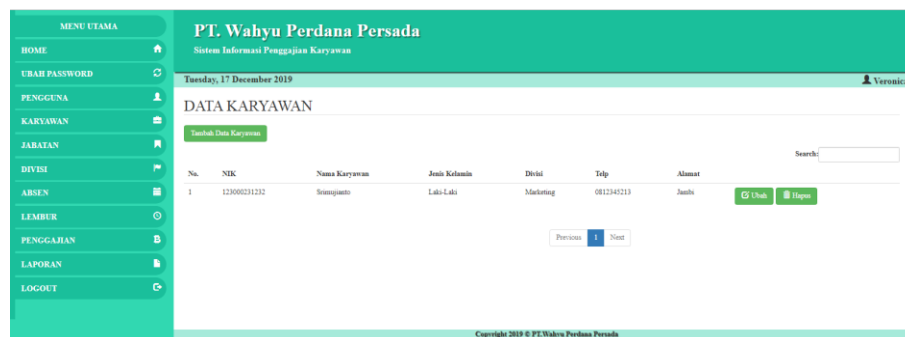 MENU UTAMA
HOME
UBAH PASSWORD
PENGGUNA
KARYAWAN
JABATAN
DIVISI
ABSEN
LEMBUR
PENGGAJIAN
LAPORAN
LOGOUT
PT. Wahyu Perdana Persada
Sistem Informasi Penggajian Karyawan
Tuesday, 17 December 2019
Veronica
DATA KARYAWAN
Tambah Data Karyawan
Search:
No. NIK Nama Karyawan Jenis Kelamin Divisi Telp Alamat
1 123000231232 Srimujianto Laki-Laki Marketing 0812345213 Jambi Ubah Hapus
Previous 1 Next
Copyright 2019 © PT.Wahyu Perdana Persada